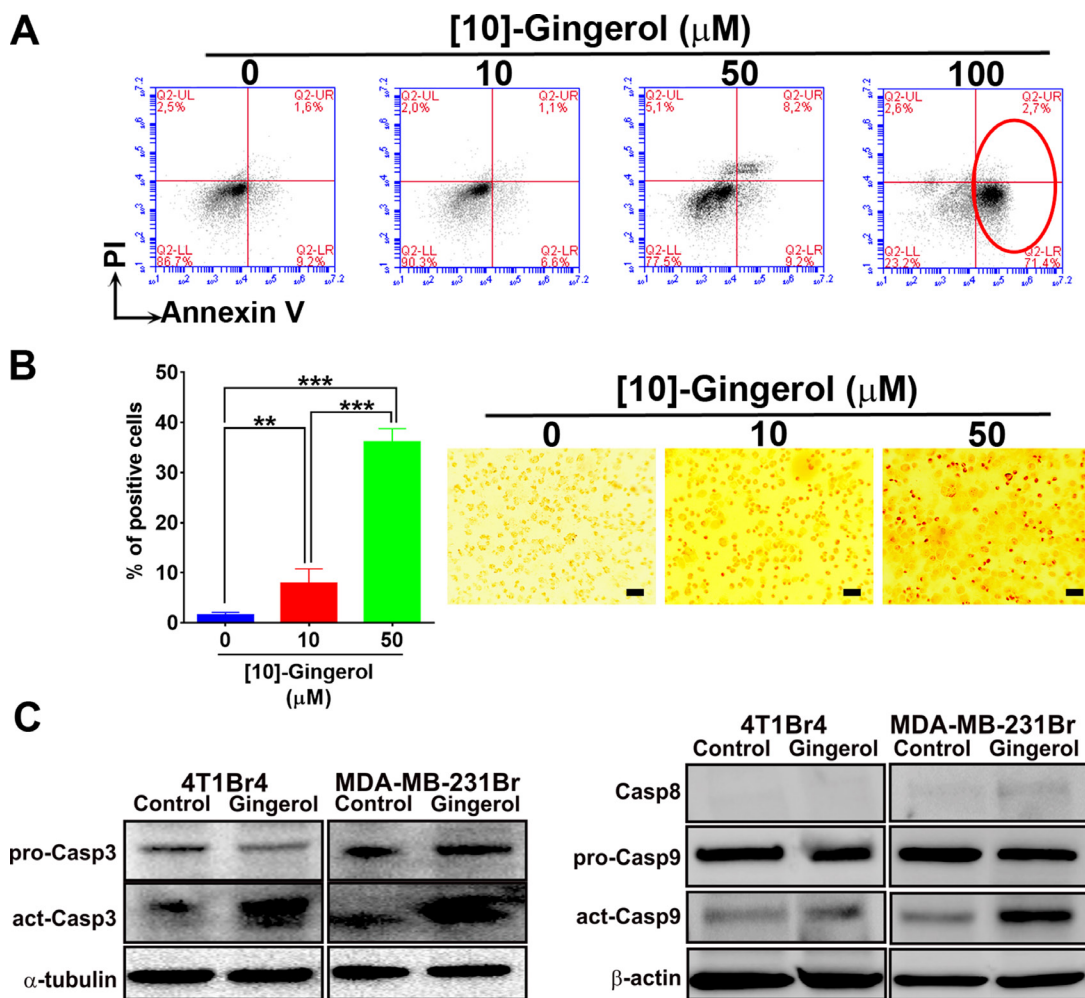 A
[10]-Gingerol (μM)
0 10 50 100
Q2-UL 2,5% Q2-UR 1,6%
Q2-LL 86.7% Q2-LR 9.2%
Q2-UL 2,0% Q2-UR 1,1%
Q2-LL 90,3% Q2-LR 6.6%
Q2-UL 5,1% Q2-UR 8,2%
Q2-LL 77,5% Q2-LR 9.2%
Q2-UL 2,6% Q2-UR 2,7%
Q2-LL 23,2% Q2-LR 71.4%
PI
Annexin V
B
% of positive cells
50
40
30
20
10
0
***
** ***
0 10 50
[10]-Gingerol
(μM)
[10]-Gingerol (μM)
0 10 50
C
4T1Br4 MDA-MB-231Br
Control Gingerol Control Gingerol
pro-Casp3
act-Casp3
α-tubulin
4T1Br4 MDA-MB-231Br
Control Gingerol Control Gingerol
Casp8
pro-Casp9
act-Casp9
β-actin